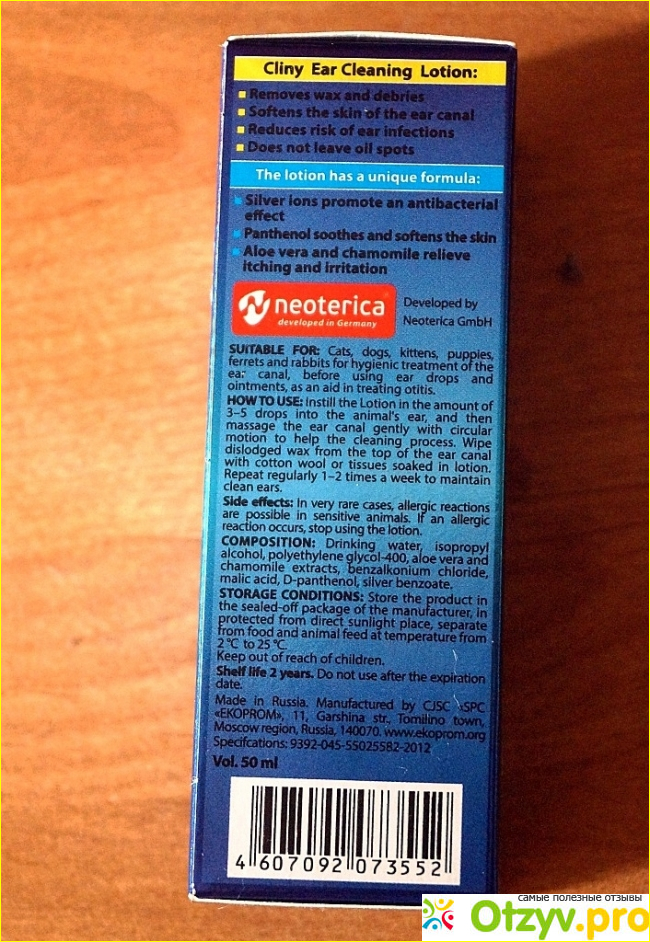 Cliny Ear Cleaning Lotion:
Removes wax and debries
Softens the skin of the ear canal
Reduces risk of ear infections
Does not leave oil spots
The lotion has a unique formula:
Silver ions promote an antibacterial
effect
Panthenol soothes and softens the skin
Aloe vera and chamomile relieve
itching and irritation
neoterica
developed in Germany
Developed by
Neoterica GmbH
SUITABLE FOR: Cats, dogs, kittens, puppies,
ferrets and rabbits for hygienic treatment of the
ear canal, before using ear drops and
ointments, as an aid in treating otitis.
HOW TO USE: Instill the Lotion in the amount of
3–5 drops into the animal's ear, and then
massage the ear canal gently with circular
motion to help the cleaning process. Wipe
dislodged wax from the top of the ear canal
with cotton wool or tissues soaked in lotion.
Repeat regularly 1–2 times a week to maintain
clean ears.
Side effects: In very rare cases, allergic reactions
are possible in sensitive animals. If an allergic
reaction occurs, stop using the lotion.
COMPOSITION: Drinking water, isopropyl
alcohol, polyethylene glycol-400, aloe vera and
chamomile extracts, benzalkonium chloride,
malic acid, D-panthenol, silver benzoate.
STORAGE CONDITIONS: Store the product in
the sealed-off package of the manufacturer, in
protected from direct sunlight place, separate
from food and animal feed at temperature from
2 °C to 25 °C.
Keep out of reach of children.
Shelf life 2 years. Do not use after the expiration
date.
Made in Russia. Manufactured by CJSC «SPC
«EKOPROM», 11, Garshina str., Tomilino town,
Moscow region, Russia, 140070. www.ekoprom.org
Specifcations: 9392-045-55025582-2012
Vol. 50 ml
4 607092 073552
самые полезные отзывы
Otzyv.pro